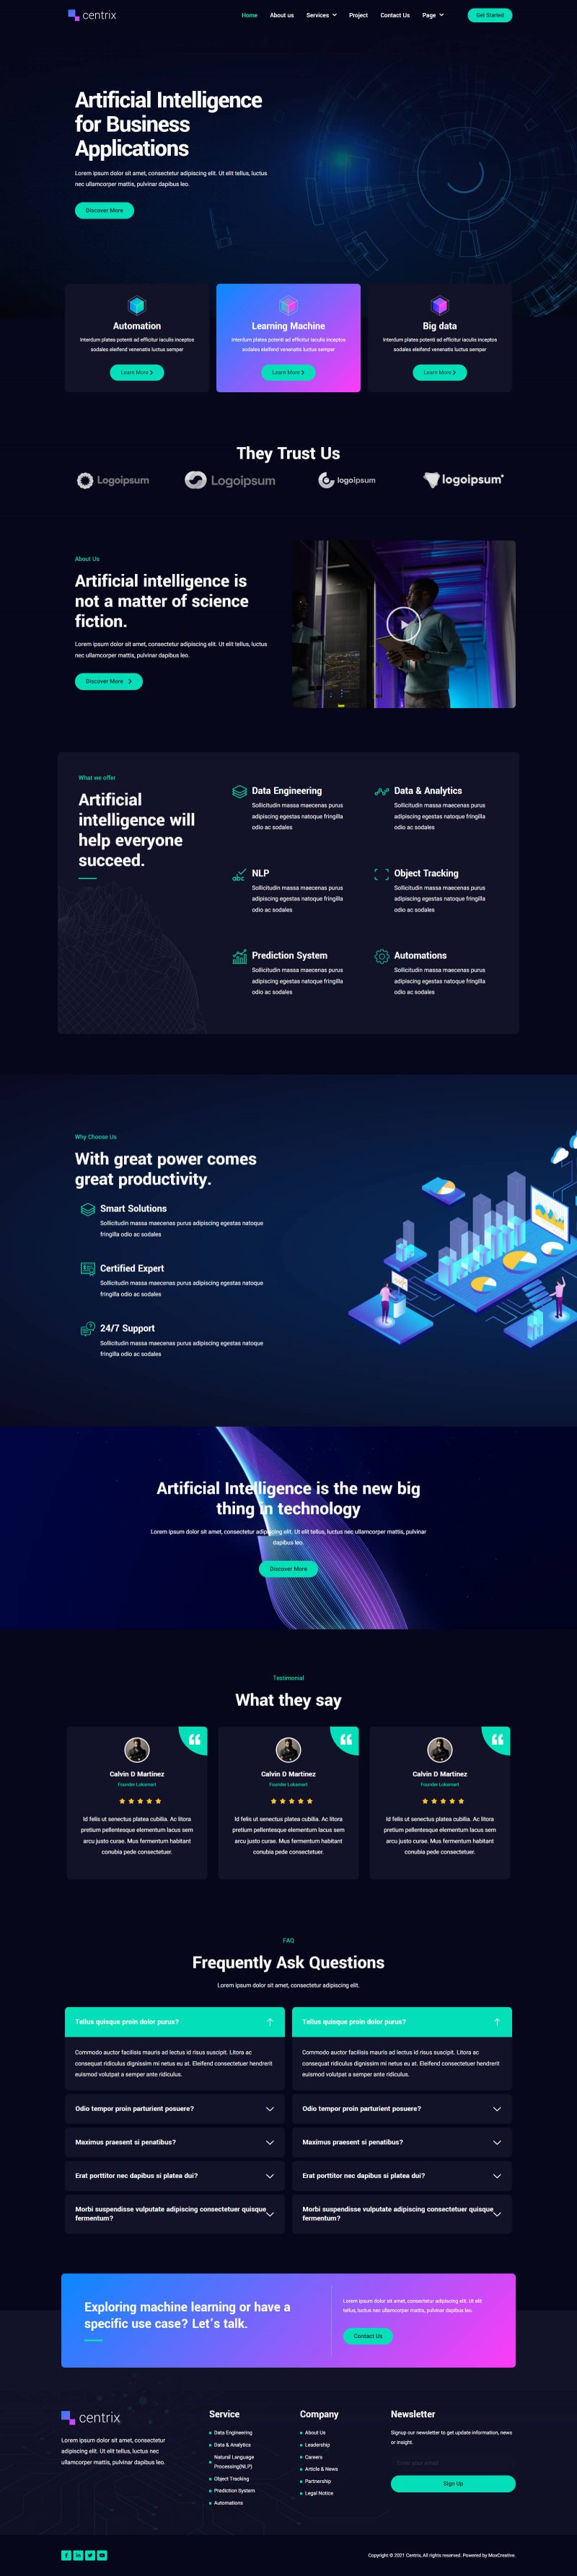 centrix
Home About us Services Project Contact Us Page Get Started
Artificial Intelligence
for Business
Applications
Lorem ipsum dolor sit amet, consectetur adipiscing elit. Ut elit tellus, luctus
nec ullamcorper mattis, pulvinar dapibus leo.
Discover More
Automation
Interdum platea potenti ad efficitur iaculis inceptos
sodales eleifend venenatis luctus semper
Learn More
Learning Machine
Interdum platea potenti ad efficitur iaculis inceptos
sodales eleifend venenatis luctus semper
Learn More
Big data
Interdum platea potenti ad efficitur iaculis inceptos
sodales eleifend venenatis luctus semper
Learn More
They Trust Us
Logoipsum Logoipsum logoipsum logoipsum
About Us
Artificial intelligence is
not a matter of science
fiction.
Lorem ipsum dolor sit amet, consectetur adipiscing elit. Ut elit tellus, luctus
nec ullamcorper mattis, pulvinar dapibus leo.
Discover More
What we offer
Artificial
intelligence will
help everyone
succeed.
Data Engineering
Sollicitudin massa maecenas purus
adipiscing egestas natoque fringilla
odio ac sodales
Data & Analytics
Sollicitudin massa maecenas purus
adipiscing egestas natoque fringilla
odio ac sodales
abc
NLP
Sollicitudin massa maecenas purus
adipiscing egestas natoque fringilla
odio ac sodales
Object Tracking
Sollicitudin massa maecenas purus
adipiscing egestas natoque fringilla
odio ac sodales
Prediction System
Sollicitudin massa maecenas purus
adipiscing egestas natoque fringilla
odio ac sodales
Automations
Sollicitudin massa maecenas purus
adipiscing egestas natoque fringilla
odio ac sodales
Why Choose Us
With great power comes
great productivity.
Smart Solutions
Sollicitudin massa maecenas purus adipiscing egestas natoque
fringilla odio ac sodales
Certified Expert
Sollicitudin massa maecenas purus adipiscing egestas natoque
fringilla odio ac sodales
24/7 Support
Sollicitudin massa maecenas purus adipiscing egestas natoque
fringilla odio ac sodales
Artificial Intelligence is the new big
thing in technology
Lorem ipsum dolor sit amet, consectetur adipiscing elit. Ut elit tellus, luctus nec ullamcorper mattis, pulvinar
dapibus leo.
Discover More
Testimonial
What they say
Calvin D Martinez
Founder Lokomart
Id felis ut senectus platea cubilia. Ac litora
pretium pellentesque elementum lacus sem
arcu justo curae. Mus fermentum habitant
conubia pede consectetuer.
Calvin D Martinez
Founder Lokomart
Id felis ut senectus platea cubilia. Ac litora
pretium pellentesque elementum lacus sem
arcu justo curae. Mus fermentum habitant
conubia pede consectetuer.
Calvin D Martinez
Founder Lokomart
Id felis ut senectus platea cubilia. Ac litora
pretium pellentesque elementum lacus sem
arcu justo curae. Mus fermentum habitant
conubia pede consectetuer.
FAQ
Frequently Ask Questions
Lorem ipsum dolor sit amet, consectetur adipiscing elit.
Tellus quisque proin dolor purus?
Commodo auctor facilisis mauris ad lectus id risus suscipit. Litora ac
consequat ridiculus dignissim mi netus eu at. Eleifend consectetuer hendrerit
euismod volutpat a semper ante ridiculus.
Odio tempor proin parturient posuere?
Maximus praesent si penatibus?
Erat porttitor nec dapibus si platea dui?
Morbi suspendisse vulputate adipiscing consectetuer quisque
fermentum?
Tellus quisque proin dolor purus?
Commodo auctor facilisis mauris ad lectus id risus suscipit. Litora ac
consequat ridiculus dignissim mi netus eu at. Eleifend consectetuer hendrerit
euismod volutpat a semper ante ridiculus.
Odio tempor proin parturient posuere?
Maximus praesent si penatibus?
Erat porttitor nec dapibus si platea dui?
Morbi suspendisse vulputate adipiscing consectetuer quisque
fermentum?
Exploring machine learning or have a
specific use case? Let's talk.
Lorem ipsum dolor sit amet, consectetur adipiscing elit. Ut elit
tellus, luctus nec ullamcorper mattis, pulvinar dapibus leo.
Contact Us
centrix
Lorem ipsum dolor sit amet, consectetur
adipiscing elit. Ut elit tellus, luctus nec
ullamcorper mattis, pulvinar dapibus leo.
Service
Data Engineering
Data & Analytics
Natural Language
Processing(NLP)
Object Tracking
Prediction System
Automations
Company
About Us
Leadership
Careers
Article & News
Partnership
Legal Notice
Newsletter
Signup our newsletter to get update information, news
or insight.
Enter your email
Sign Up
Copyright © 2021 Centrix, All rights reserved. Powered by MoxCreative.